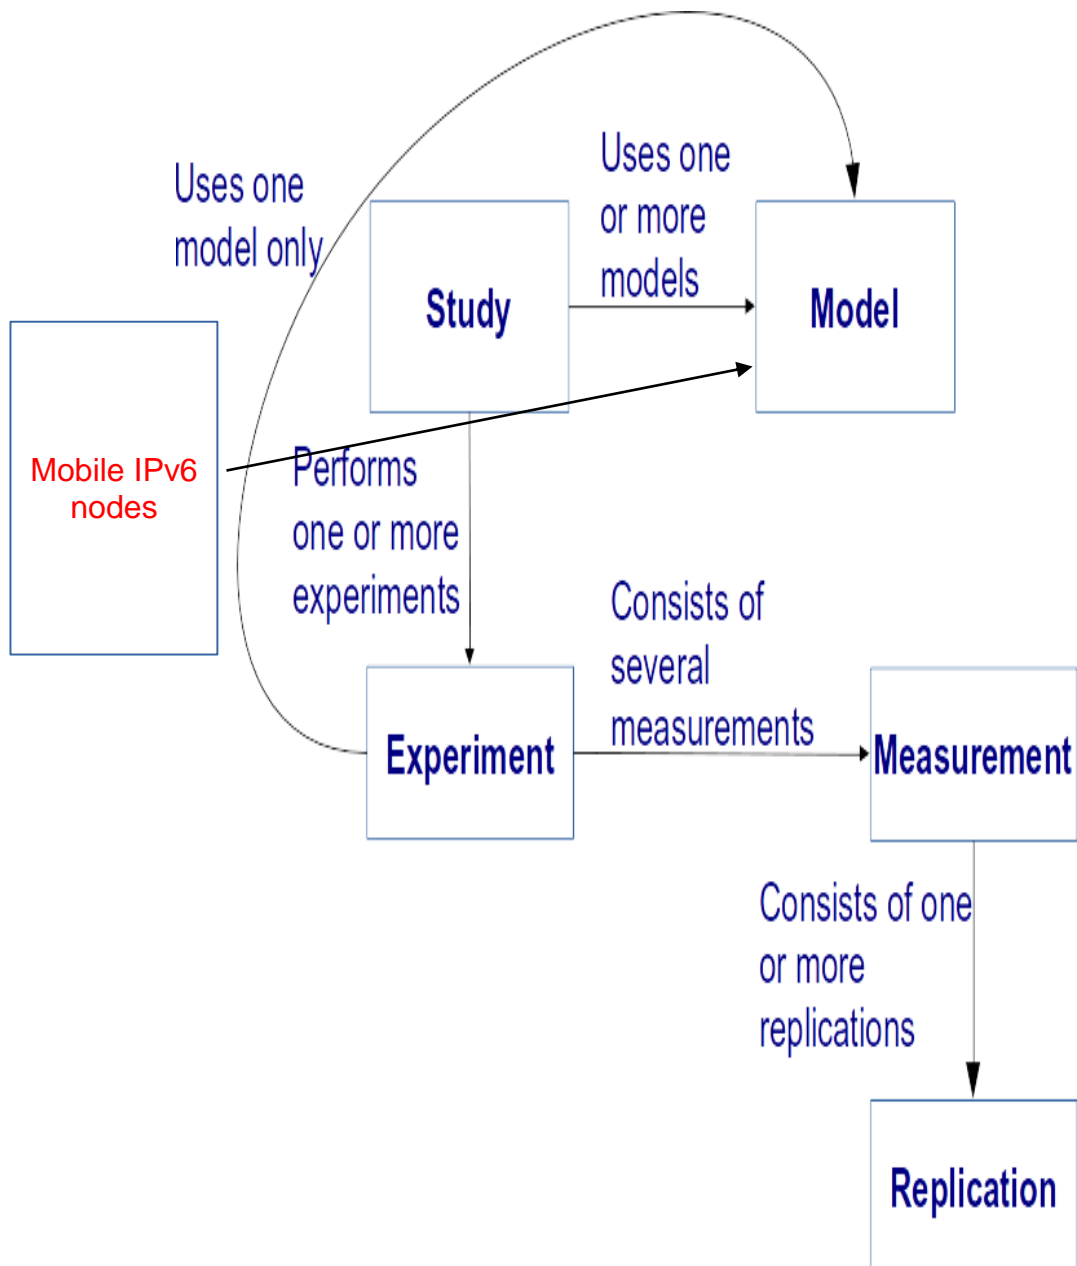 Uses one
model only
Uses one
or more
models
Study
Model
Mobile IPv6
nodes
Performs
one or more
experiments
Consists of
several
measurements
Experiment
Measurement
Consists of one
or more
replications
Replication